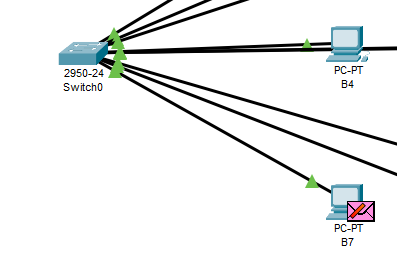 2950-24
Switch0
PC-PT
B4
PC-PT
B7